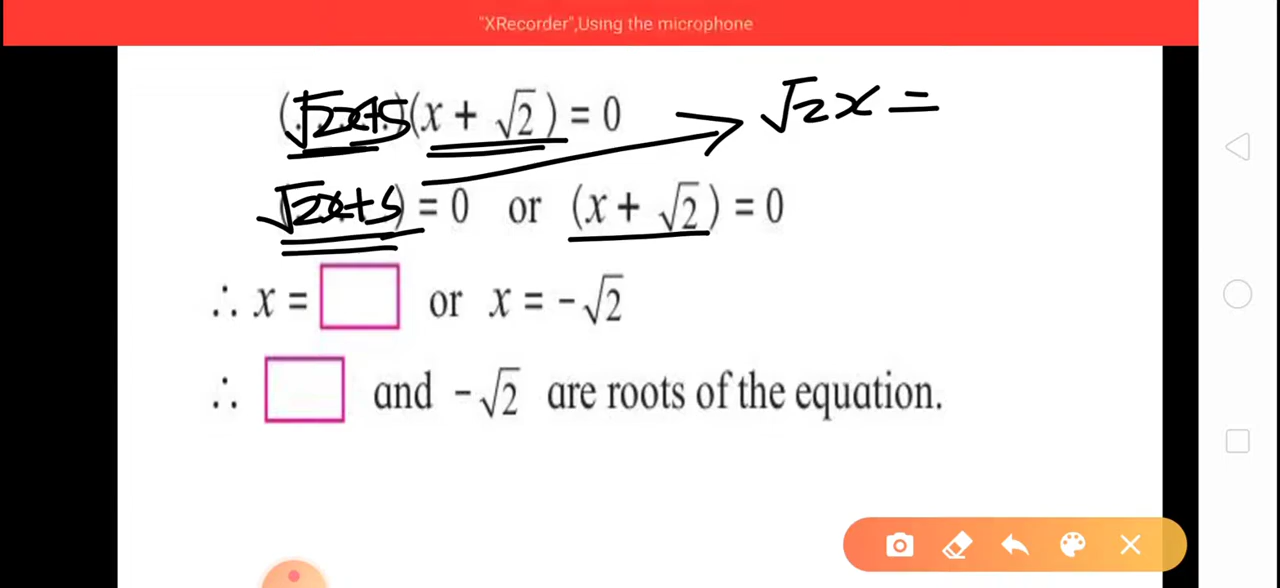 "XRecorder",Using the microphone
(√2x+5)(x + √2) = 0 √2x =
(√2x+5) = 0 or (x + √2) = 0
∴ x = or x = -√2
∴ and -√2 are roots of the equation.